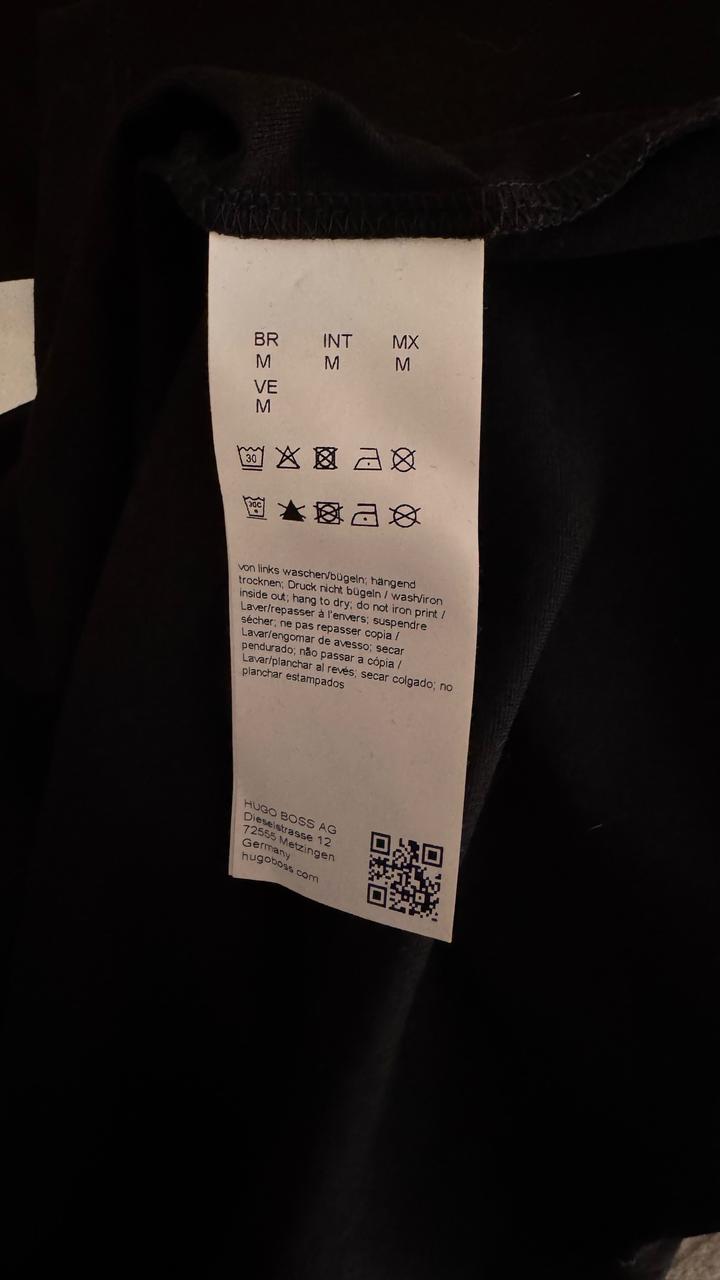 BR INT MX
M M M
VE
M
30
30C
von links waschen/bügeln; hängend
trocknen; Druck nicht bügeln / wash/iron
inside out; hang to dry; do not iron print /
Laver/repasser à l'envers; suspendre
sécher; ne pas repasser copia /
Lavar/engomar de avesso; secar
pendurado; não passar a cópia /
Lavar/planchar al revés; secar colgado; no
planchar estampados
HUGO BOSS AG
Dieselstrasse 12
72555 Metzingen
Germany
hugoboss.com